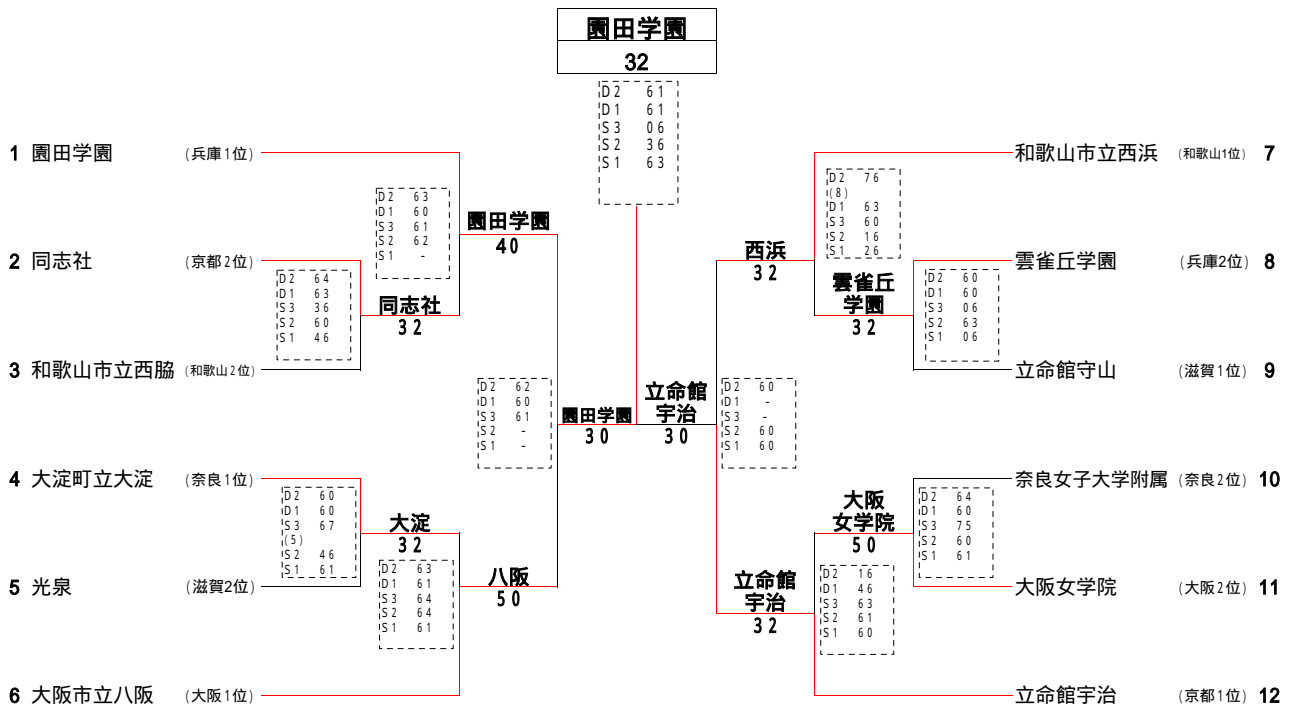 園田学園
32
D2 61
D1 61
S3 06
S2 36
S1 63
1 園田学園 (兵庫1位)
2 同志社 (京都2位)
3 和歌山市立西脇 (和歌山2位)
4 大淀町立大淀 (奈良1位)
5 光泉 (滋賀2位)
6 大阪市立八阪 (大阪1位)
D2 64
D1 63
S3 36
S2 60
S1 46
同志社
32
D2 63
D1 60
S3 61
S2 62
S1 -
園田学園
40
D2 60
D1 60
S3 67
(5)
S2 46
S1 61
大淀
32
D2 63
D1 61
S3 64
S2 64
S1 61
八阪
50
D2 62
D1 60
S3 61
S2 -
S1 -
園田学園
30
立命館
宇治
30
D2 60
D1 -
S3 -
S2 60
S1 60
西浜
32
D2 76
(8)
D1 63
S3 60
S2 16
S1 26
雲雀丘
学園
32
D2 60
D1 60
S3 06
S2 63
S1 06
立命館
宇治
32
D2 16
D1 46
S3 63
S2 61
S1 60
大阪
女学院
50
D2 64
D1 60
S3 75
S2 60
S1 61
和歌山市立西浜 (和歌山1位) 7
雲雀丘学園 (兵庫2位) 8
立命館守山 (滋賀1位) 9
奈良女子大学附属 (奈良2位) 10
大阪女学院 (大阪2位) 11
立命館宇治 (京都1位) 12